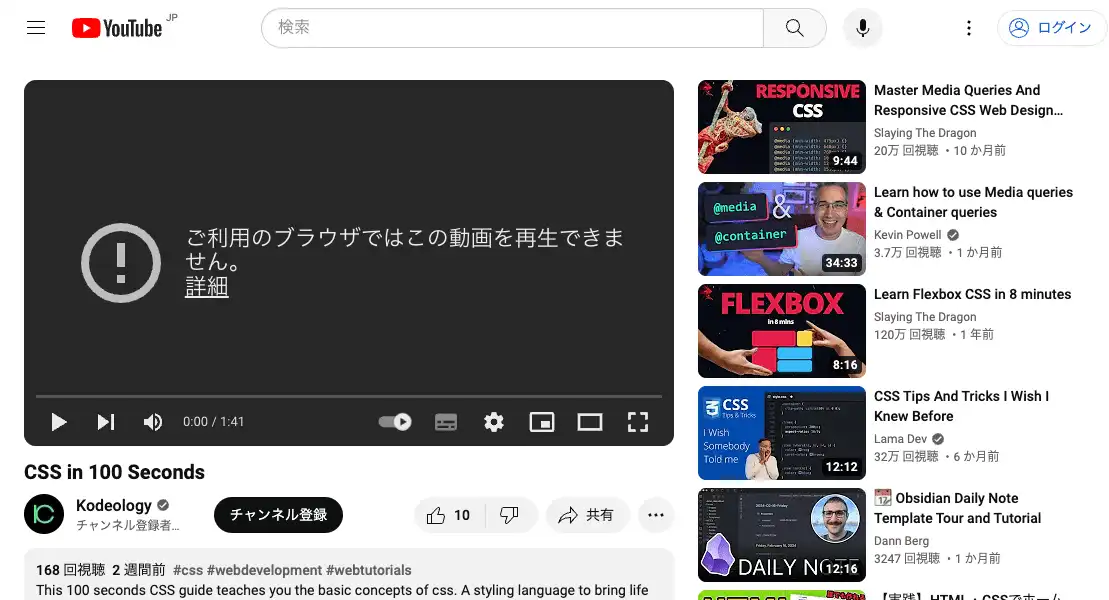 YouTube JP
検索
ログイン
ご利用のブラウザではこの動画を再生できま
せん。
詳細
0:00 / 1:41
CSS in 100 Seconds
Kodeology
チャンネル登録者...
チャンネル登録
10
共有
168 回視聴 2 週間前 #css #webdevelopment #webtutorials
This 100 seconds CSS guide teaches you the basic concepts of css. A styling language to bring life
RESPONSIVE
CSS
9:44
Master Media Queries And
Responsive CSS Web Design...
Slaying The Dragon
20万 回視聴 ・10 か月前
@media
&
@container
34:33
Learn how to use Media queries
& Container queries
Kevin Powell
3.7万 回視聴 ・1 か月前
FLEXBOX
in 8 mins
8:16
Learn Flexbox CSS in 8 minutes
Slaying The Dragon
120万 回視聴 ・1 年前
CSS
Tips & Tricks
I Wish
Somebody
Told me
12:12
CSS Tips And Tricks I Wish I
Knew Before
Lama Dev
32万 回視聴 ・6 か月前
DAILY NOTE
12:16
Obsidian Daily Note
Template Tour and Tutorial
Dann Berg
3247 回視聴 ・1 か月前
【実践】HTML・CSSでホーム